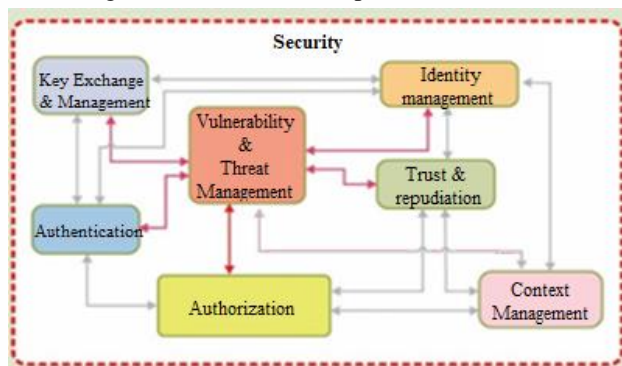 Security
Key Exchange
& Management
Identity
management
Vulnerability
&
Threat
Management
Trust &
repudiation
Authentication
Authorization
Context
Management